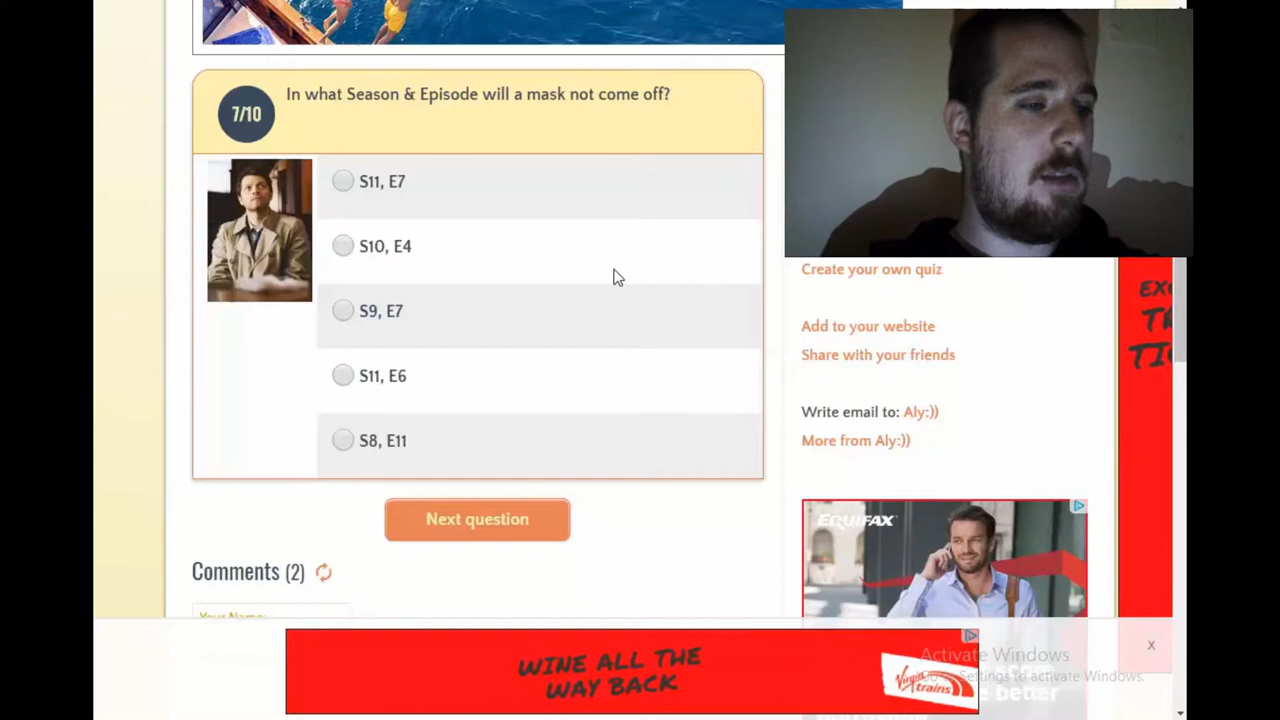 7/10
In what Season & Episode will a mask not come off?
S11, E7
S10, E4
S9, E7
S11, E6
S8, E11
Next question
Comments (2)
Your Name:
Create your own quiz
Add to your website
Share with your friends
Write email to: Aly:))
More from Aly:))
EQUIFAX
WINE ALL THE
WAY BACK
Virgin
trains
Activate Windows
Settings to activate Windows.
x